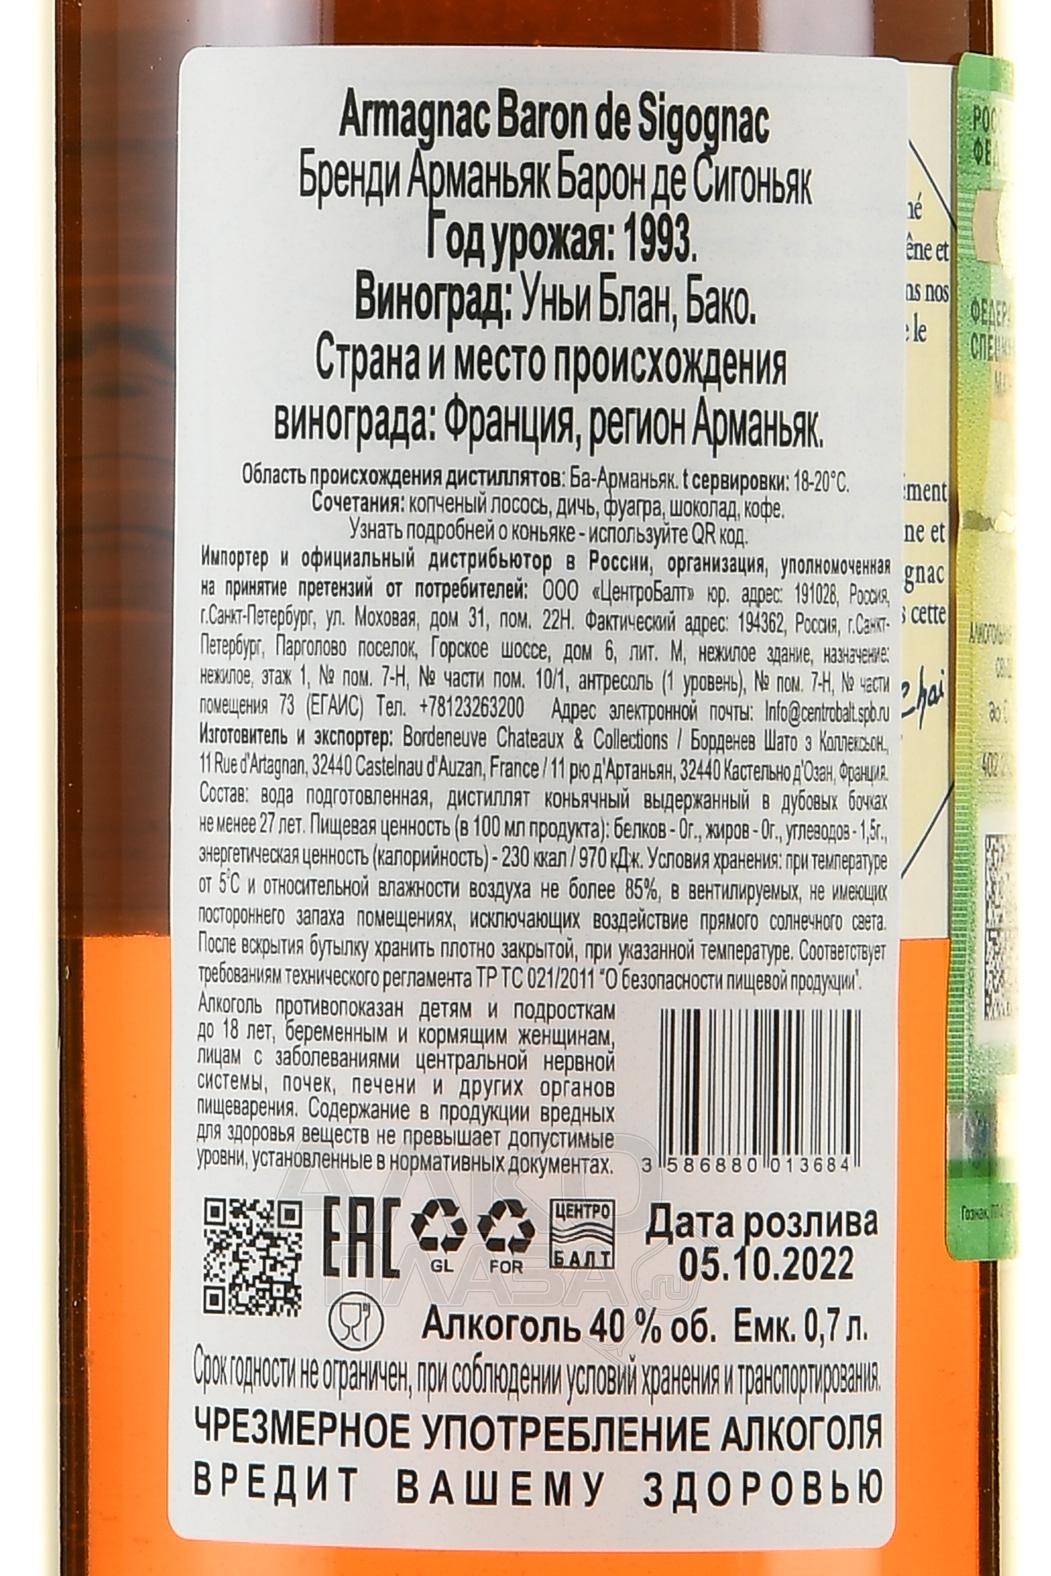 Armagnac Baron de Sigognac
Бренди Арманьяк Барон де Сигоньяк
Год урожая: 1993.
Виноград: Уньи Блан, Бако.
Страна и место происхождения
винограда: Франция, регион Арманьяк.
Область происхождения дистиллятов: Ба-Арманьяк. t сервировки: 18-20°С.
Сочетания: копченый лосось, дичь, фуагра, шоколад, кофе.
Узнать подробней о коньяке - используйте QR код.
Импортер и официальный дистрибьютор в России, организация, уполномоченная
на принятие претензий от потребителей: ООО «ЦентроБалт» юр. адрес: 191028, Россия,
г.Санкт-Петербург, ул. Моховая, дом 31, пом. 22Н. Фактический адрес: 194362, Россия, г.Санкт-
Петербург, Парголово поселок, Горское шоссе, дом 6, лит. М, нежилое здание, назначение:
нежилое, этаж 1, № пом. 7-Н, № части пом. 10/1, антресоль (1 уровень), № пом. 7-Н, № части
помещения 73 (ЕГАИС) Тел. +78123263200 Адрес электронной почты: Info@centrobalt.spb.ru
Изготовитель и экспортер: Bordeneuve Chateaux & Collections / Борденев Шато э Коллексьон,
11 Rue d'Artagnan, 32440 Castelnau d'Auzan, France / 11 рю д'Артаньян, 32440 Кастельно д'Озан, Франция.
Состав: вода подготовленная, дистиллят коньячный выдержанный в дубовых бочках
не менее 27 лет. Пищевая ценность (в 100 мл продукта): белков - 0г., жиров - 0г., углеводов - 1,5г.,
энергетическая ценность (калорийность) - 230 ккал / 970 кДж. Условия хранения: при температуре
от 5°С и относительной влажности воздуха не более 85%, в вентилируемых, не имеющих
постороннего запаха помещениях, исключающих воздействие прямого солнечного света.
После вскрытия бутылку хранить плотно закрытой, при указанной температуре. Соответствует
требованиям технического регламента ТР ТС 021/2011 "О безопасности пищевой продукции".
Алкоголь противопоказан детям и подросткам
до 18 лет, беременным и кормящим женщинам,
лицам с заболеваниями центральной нервной
системы, почек, печени и других органов
пищеварения. Содержание в продукции вредных
для здоровья веществ не превышает допустимые
уровни, установленные в нормативных документах.
3 586880 013684
EAC GL FOR ЦЕНТРО БАЛТ
Дата розлива
05.10.2022
Алкоголь 40 % об. Емк. 0,7 л.
Срок годности не ограничен, при соблюдении условий хранения и транспортирования.
ЧРЕЗМЕРНОЕ УПОТРЕБЛЕНИЕ АЛКОГОЛЯ
ВРЕДИТ ВАШЕМУ ЗДОРОВЬЮ
êne et
ns nos
le
ne et
cette